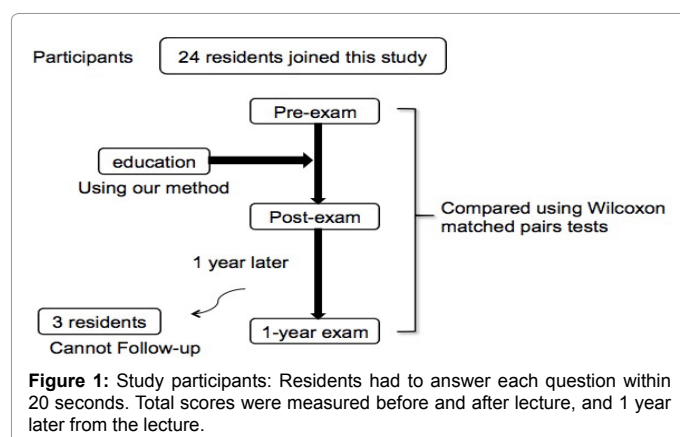 Participants 24 residents joined this study
Pre-exam
education
Using our method
Post-exam
Compared using Wilcoxon
matched pairs tests
1 year later
3 residents
Cannot Follow-up
1-year exam
Figure 1: Study participants: Residents had to answer each question within
20 seconds. Total scores were measured before and after lecture, and 1 year
later from the lecture.